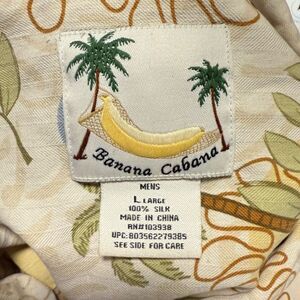 Banana Cabana
MENS
L LARGE
100% SILK
MADE IN CHINA
RN#103938
UPC: 803562279385
SEE SIDE FOR CARE